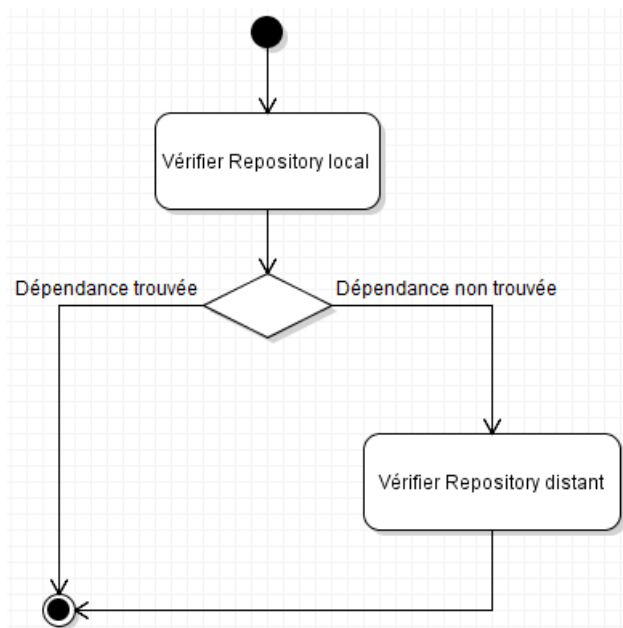 Vérifier Repository local
Dépendance trouvée
Dépendance non trouvée
Vérifier Repository distant